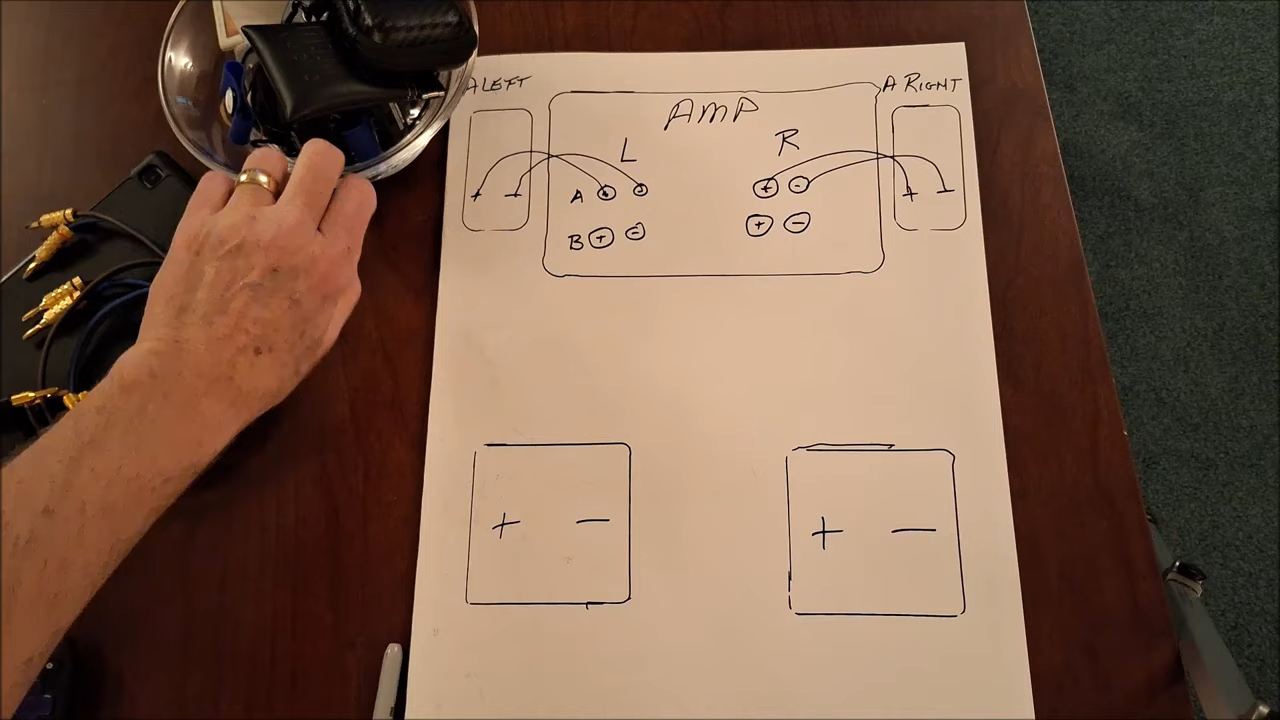 A LEFT
A RIGHT
AMP
L
R
A
+ -
+ -
+ -
B + -
+ -
+ -
+ -